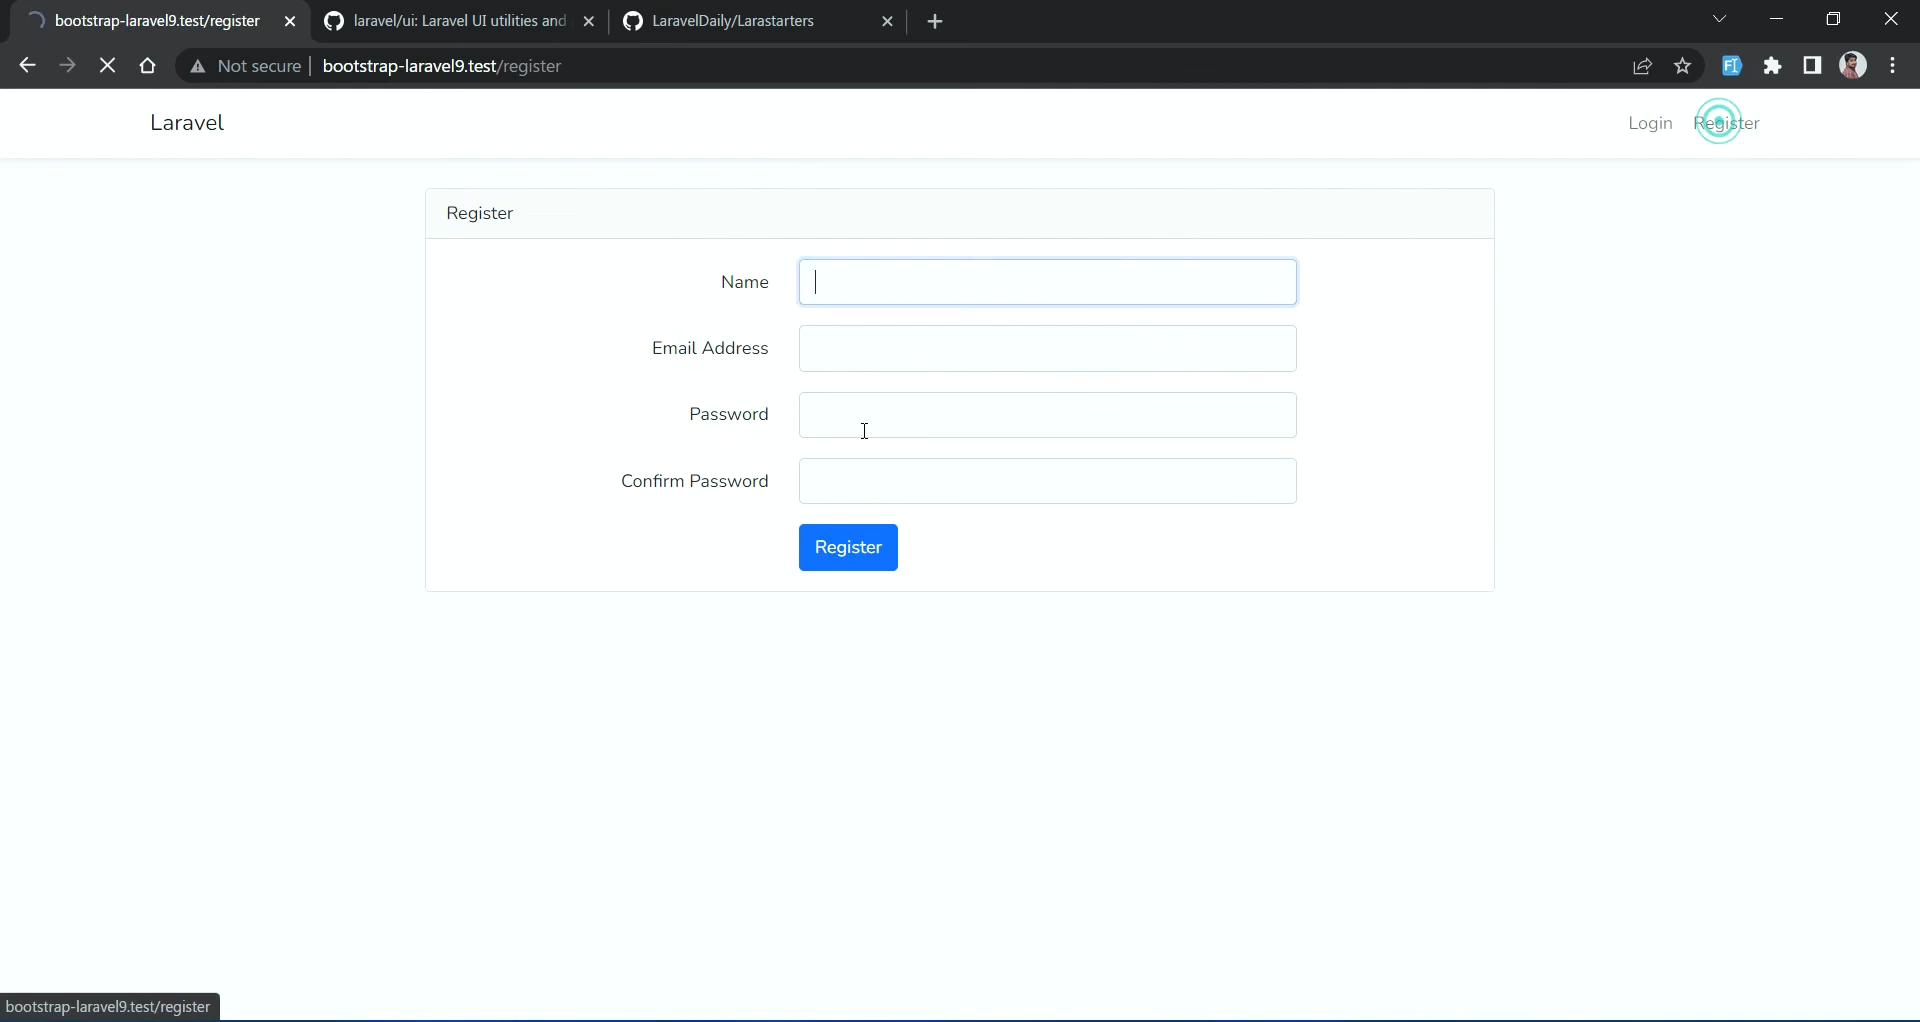 bootstrap-laravel9.test/register
laravel/ui: Laravel UI utilities and
LaravelDaily/Larastarters
Not secure
bootstrap-laravel9.test/register
FI
Laravel
Login
Register
Register
Name
Email Address
Password
Confirm Password
Register
bootstrap-laravel9.test/register